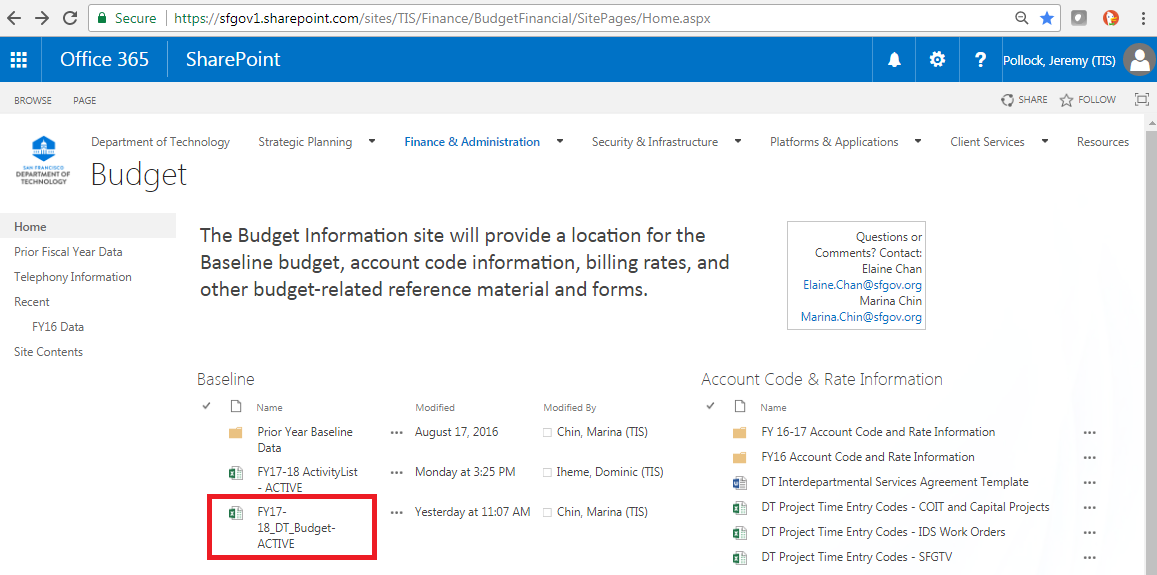 Secure https://sfgov1.sharepoint.com/sites/TIS/Finance/BudgetFinancial/SitePages/Home.aspx
Office 365 SharePoint ? Pollock, Jeremy (TIS)
BROWSE PAGE SHARE FOLLOW
SAN FRANCISCO
DEPARTMENT OF
TECHNOLOGY
Department of Technology Strategic Planning Finance & Administration Security & Infrastructure Platforms & Applications Client Services Resources
Budget
Home
Prior Fiscal Year Data
Telephony Information
Recent
FY16 Data
Site Contents
The Budget Information site will provide a location for the
Baseline budget, account code information, billing rates, and
other budget-related reference material and forms.
Questions or
Comments? Contact:
Elaine Chan
Elaine.Chan@sfgov.org
Marina Chin
Marina.Chin@sfgov.org
Baseline
Name Modified Modified By
Prior Year Baseline
Data
August 17, 2016 Chin, Marina (TIS)
FY17-18 ActivityList
- ACTIVE
Monday at 3:25 PM Iheme, Dominic (TIS)
FY17-
18_DT_Budget-
ACTIVE
Yesterday at 11:07 AM Chin, Marina (TIS)
Account Code & Rate Information
Name
FY 16-17 Account Code and Rate Information
FY16 Account Code and Rate Information
DT Interdepartmental Services Agreement Template
DT Project Time Entry Codes - COIT and Capital Projects
DT Project Time Entry Codes - IDS Work Orders
DT Project Time Entry Codes - SFGTV